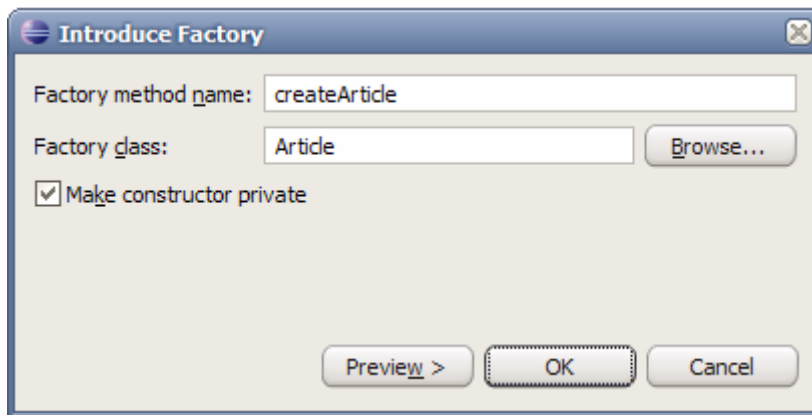 Introduce Factory
Factory method name: createArticle
Factory class: Article Browse...
Make constructor private
Preview > OK Cancel